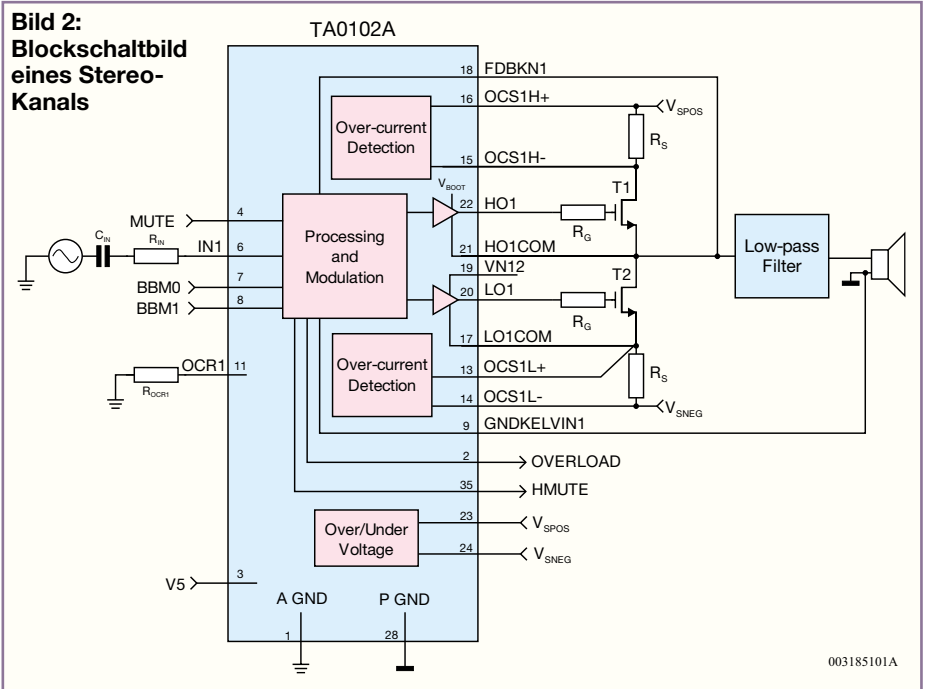 Bild 2:
Blockschaltbild
eines Stereo-
Kanals
TA0102A
18 FDBKN1
16 OCS1H+
VSPOS
Over-current
Detection
RS
15 OCS1H-
VBOOT
T1
22 HO1
RG
MUTE 4
Processing
and
Modulation
CIN
RIN
IN1 6
21 HO1COM
Low-pass
Filter
19 VN12
T2
BBM0 7
20 LO1
BBM1 8
RG
17 LO1COM
Over-current
Detection
OCR1 11
13 OCS1L+
RS
ROCR1
14 OCS1L-
VSNEG
9 GNDKELVIN1
2 OVERLOAD
35 HMUTE
Over/Under
Voltage
23 VSPOS
24 VSNEG
V5 3
A GND
P GND
1
28
003185101A